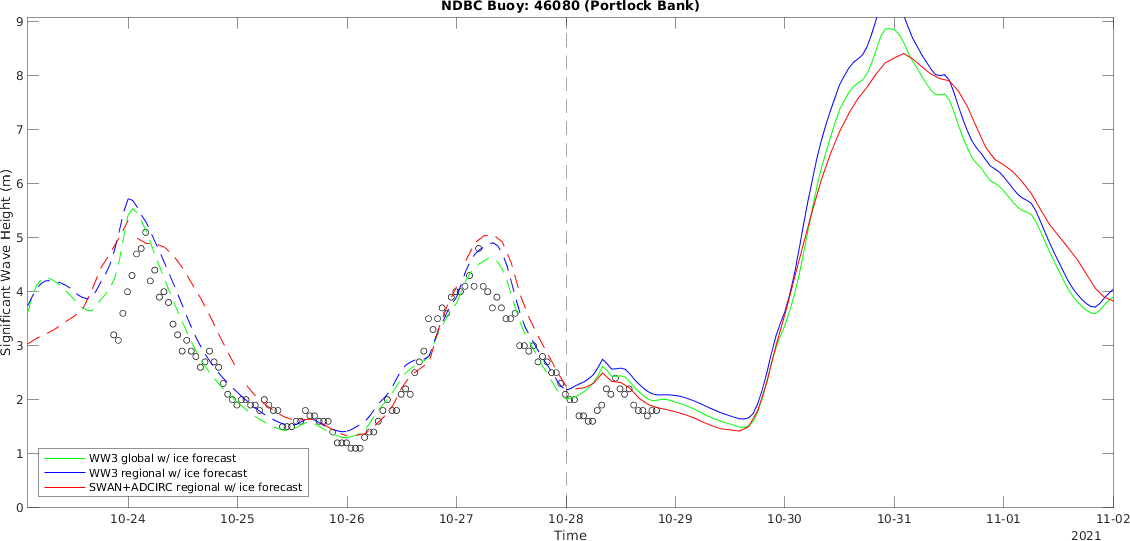 NDBC Buoy: 46080 (Portlock Bank)
9
8
7
6
5
4
3
2
1
0
Significant Wave Height (m)
WW3 global w/ ice forecast
WW3 regional w/ ice forecast
SWAN+ADCIRC regional w/ ice forecast
10-24 10-25 10-26 10-27 10-28 10-29 10-30 10-31 11-01 11-02
Time
2021